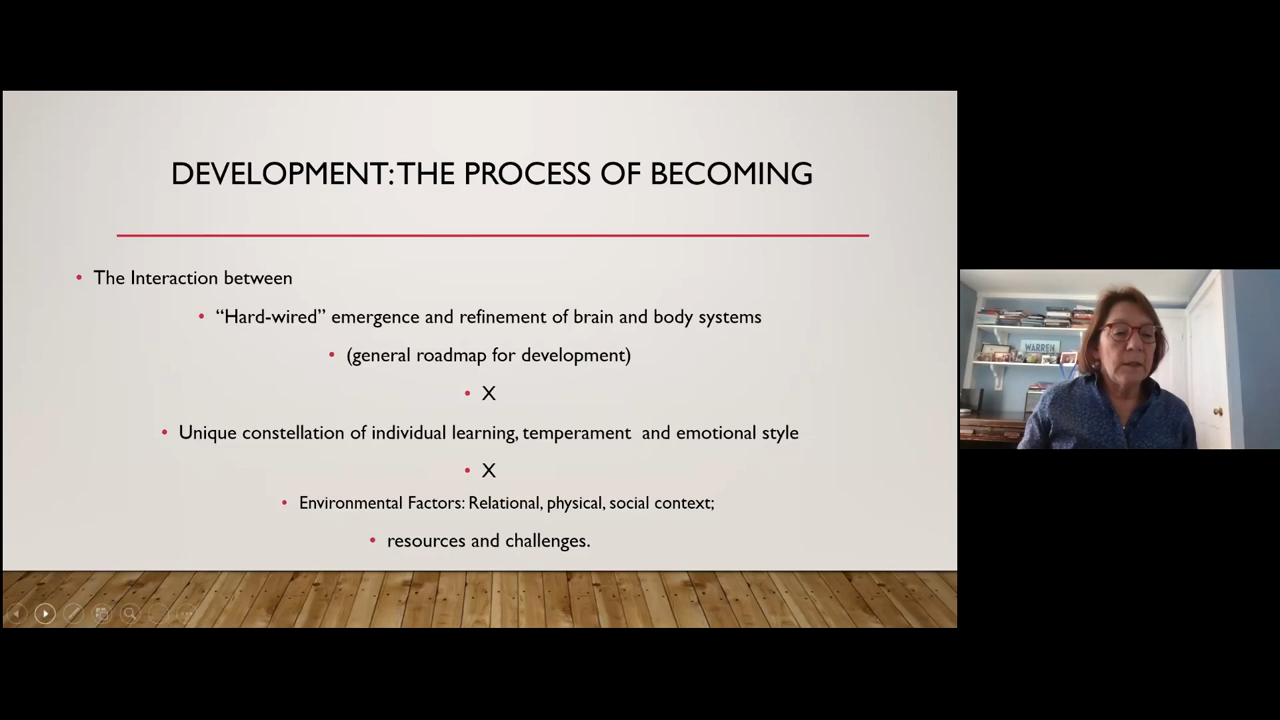 DEVELOPMENT: THE PROCESS OF BECOMING
• The Interaction between
• “Hard-wired” emergence and refinement of brain and body systems
• (general roadmap for development)
• X
• Unique constellation of individual learning, temperament and emotional style
• X
• Environmental Factors: Relational, physical, social context;
• resources and challenges.
WARREN